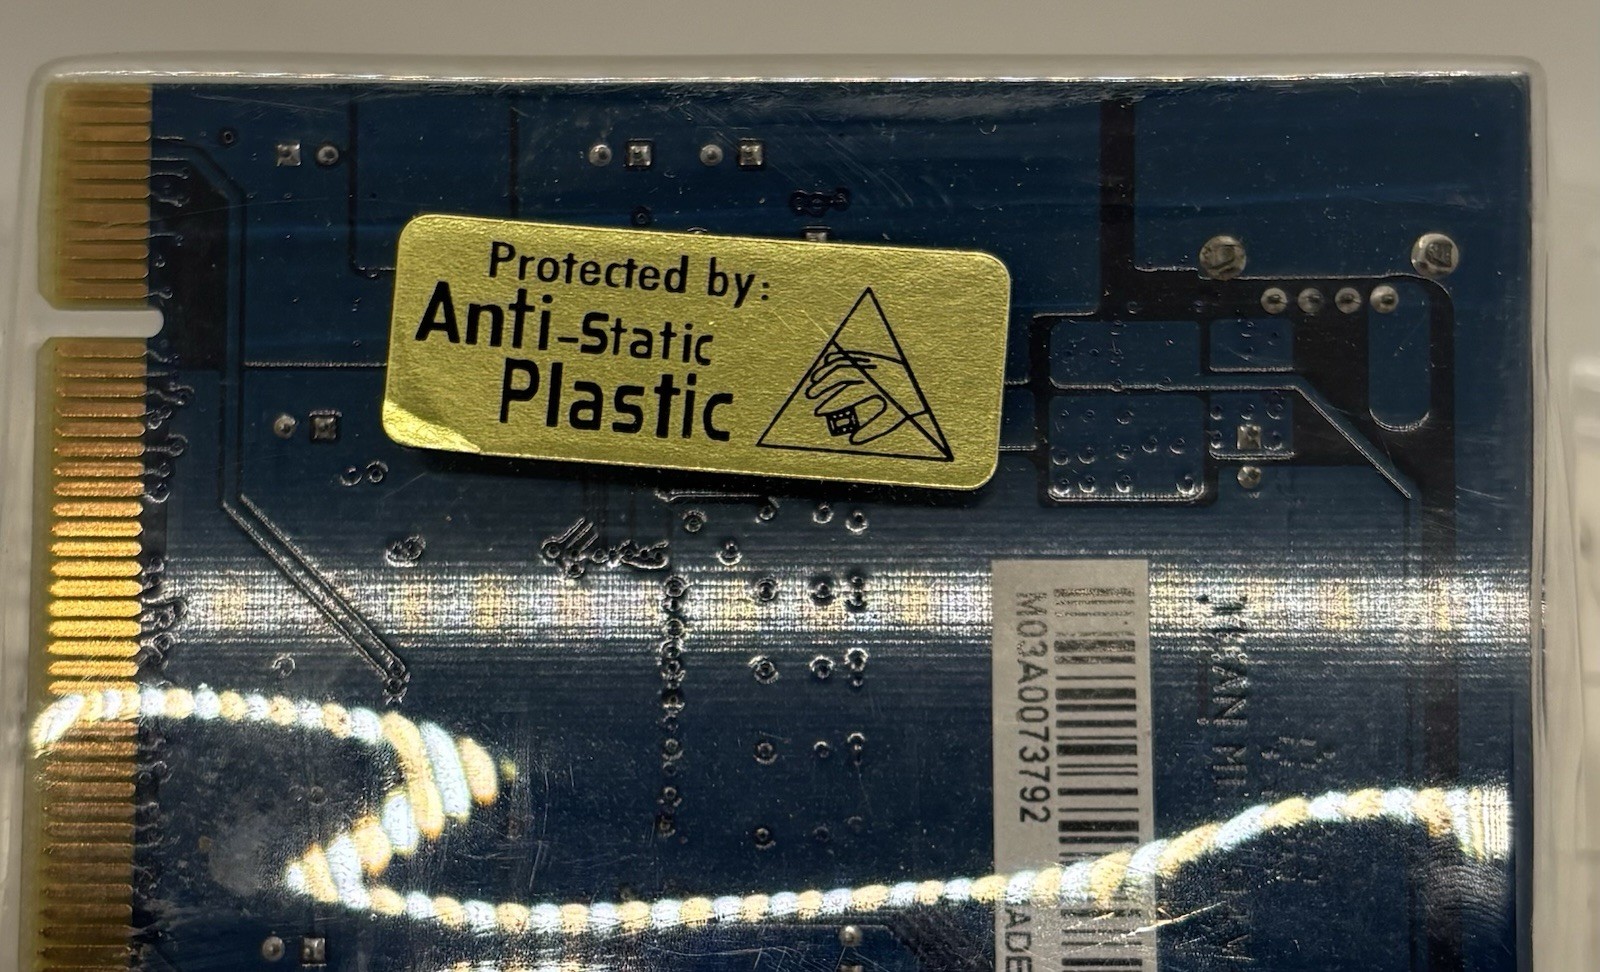 Protected by:
Anti-Static
Plastic
M03A0073792